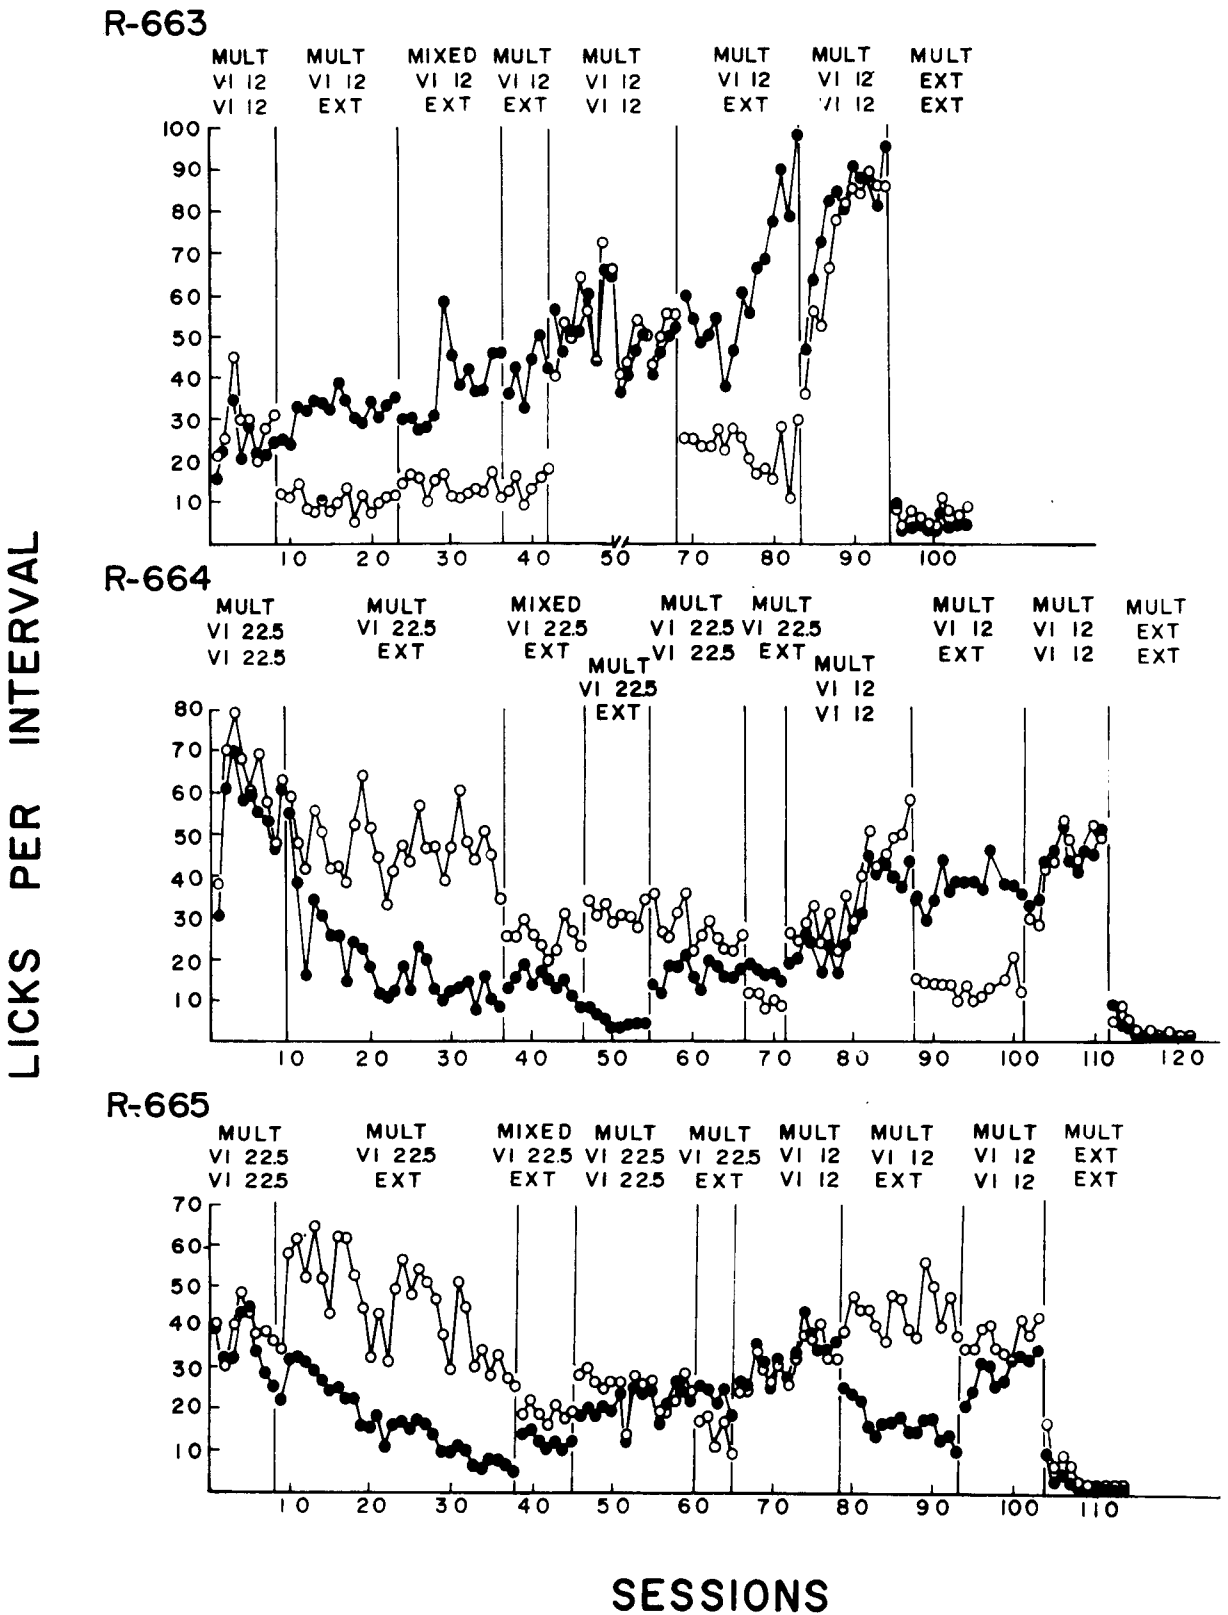 R-663
MULT MULT MIXED MULT MULT MULT MULT MULT
VI 12 VI 12 VI 12 VI 12 VI 12 VI 12 VI 12 EXT
VI 12 EXT EXT EXT VI 12 EXT VI 12 EXT
100
90
80
70
60
50
40
30
20
10
10 20 30 40 50 70 80 90 100
R-664
MULT MULT MIXED MULT MULT MULT MULT MULT
VI 22.5 VI 22.5 VI 22.5 VI 22.5 VI 22.5 VI 12 VI 12 EXT
VI 22.5 EXT EXT VI 22.5 EXT EXT VI 12 EXT
MULT MULT
VI 22.5 VI 12
EXT VI 12
80
70
60
50
40
30
20
10
10 20 30 40 50 60 70 80 90 100 110 120
R-665
MULT MULT MIXED MULT MULT MULT MULT MULT MULT
VI 22.5 VI 22.5 VI 22.5 VI 22.5 VI 22.5 VI 12 VI 12 VI 12 EXT
VI 22.5 EXT EXT VI 22.5 EXT VI 12 EXT VI 12 EXT
70
60
50
40
30
20
10
10 20 30 40 50 60 70 80 90 100 110
LICKS PER INTERVAL
SESSIONS